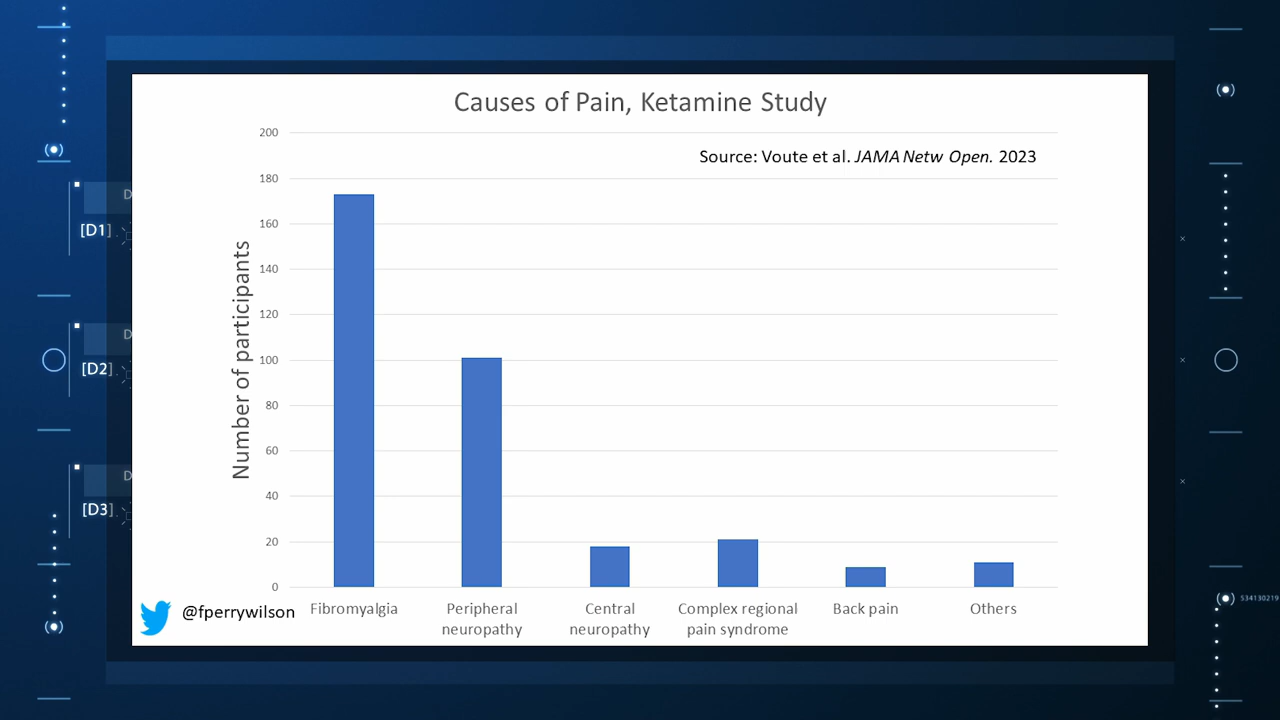 Causes of Pain, Ketamine Study
Source: Voute et al. JAMA Netw Open. 2023
Number of participants
200
180
160
140
120
100
80
60
40
20
0
Fibromyalgia
Peripheral
neuropathy
Central
neuropathy
Complex regional
pain syndrome
Back pain
Others
@fperrywilson
D
[D1]
D
[D2]
D
[D3]
534130219